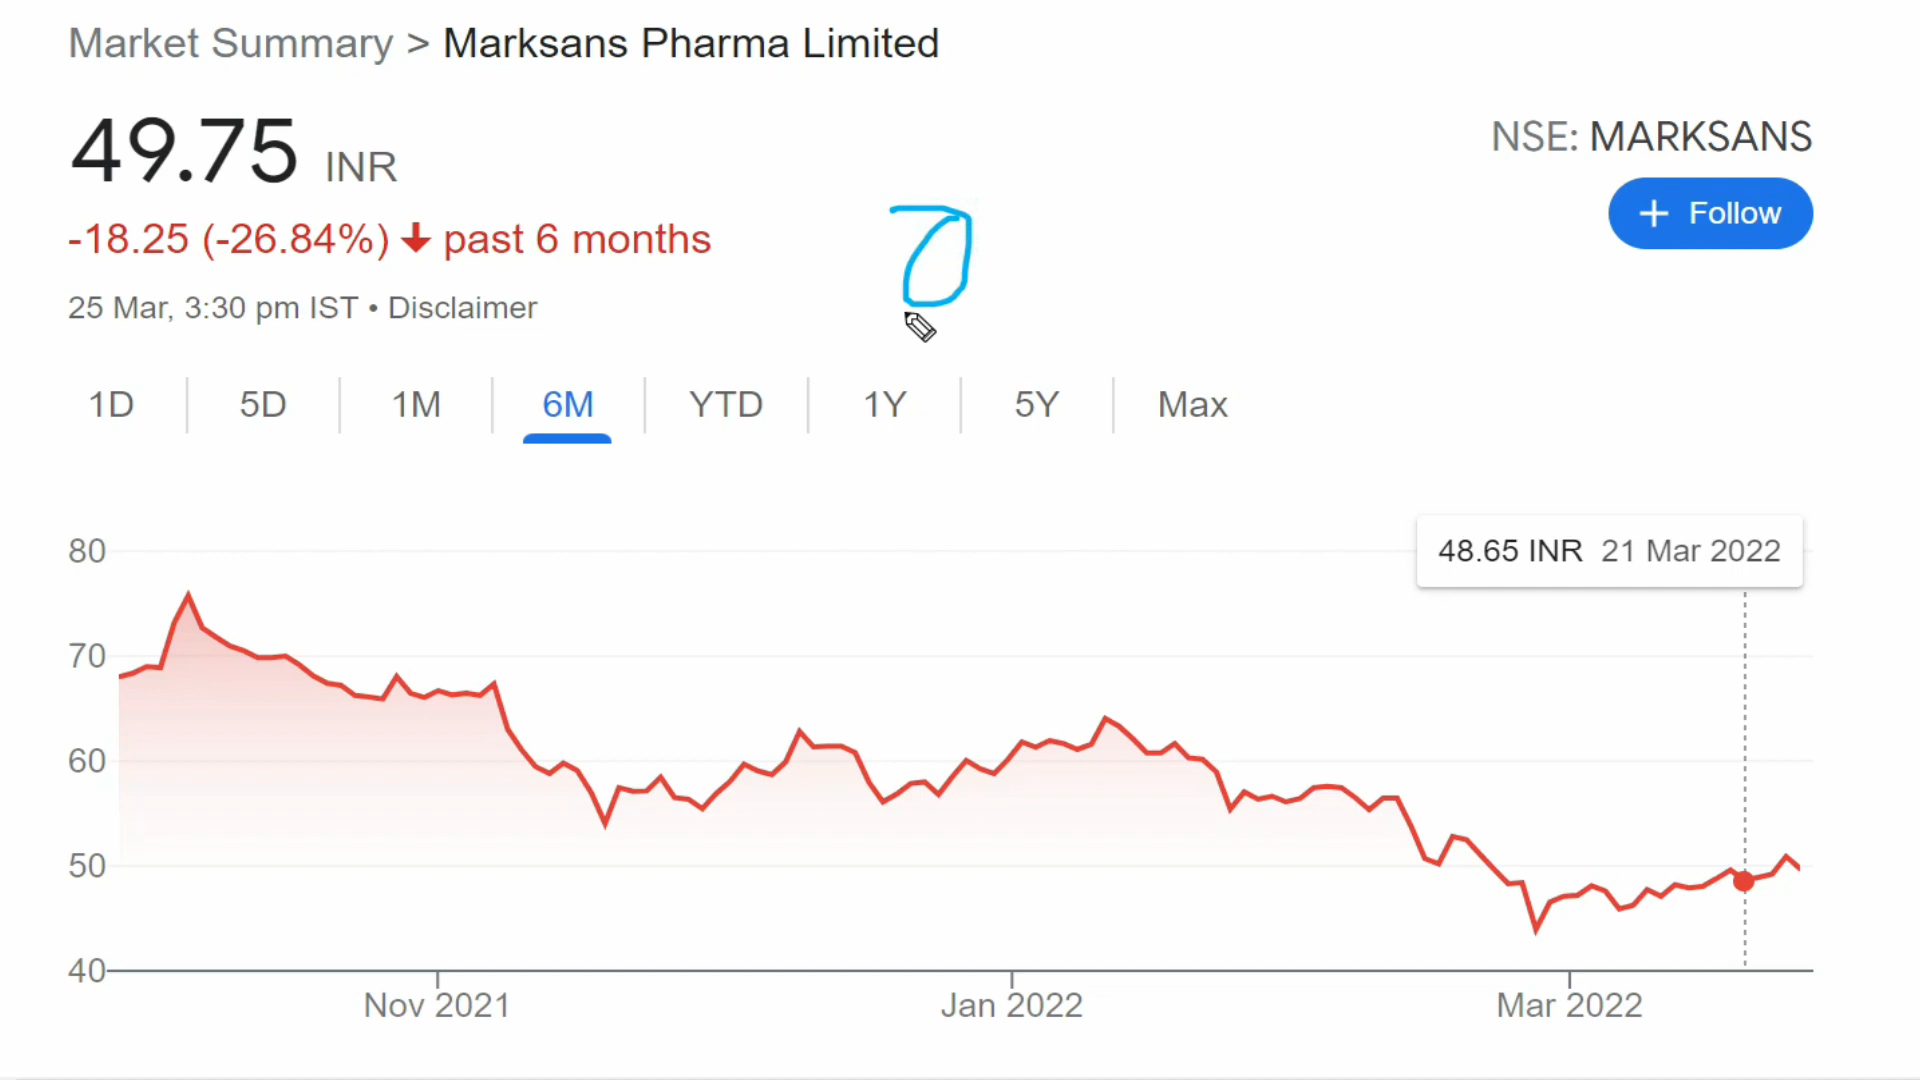 Market Summary > Marksans Pharma Limited
49.75 INR
NSE: MARKSANS
+ Follow
-18.25 (-26.84%) ↓ past 6 months
25 Mar, 3:30 pm IST • Disclaimer
1D 5D 1M 6M YTD 1Y 5Y Max
48.65 INR 21 Mar 2022
80
70
60
50
40
Nov 2021 Jan 2022 Mar 2022